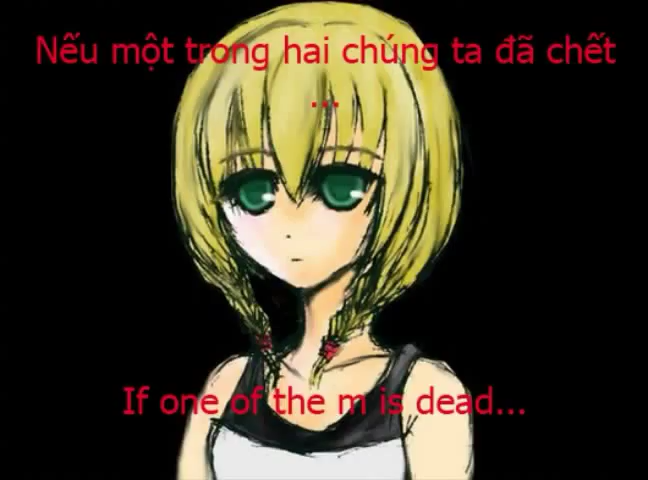 Nếu một trong hai chúng ta đã chết
...
If one of the m is dead...